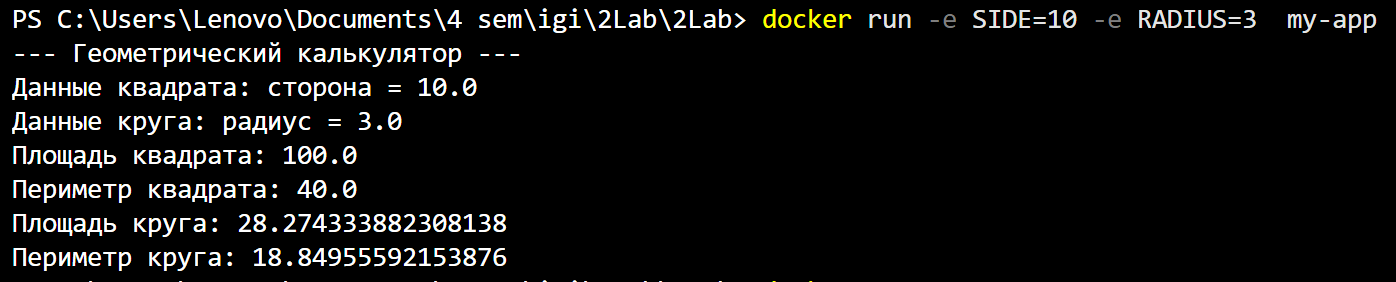 PS C:\Users\Lenovo\Documents\4 sem\igi\2Lab\2Lab> docker run -e SIDE=10 -e RADIUS=3  my-app
--- Геометрический калькулятор ---
Данные квадрата: сторона = 10.0
Данные круга: радиус = 3.0
Площадь квадрата: 100.0
Периметр квадрата: 40.0
Площадь круга: 28.274333882308138
Периметр круга: 18.84955592153876